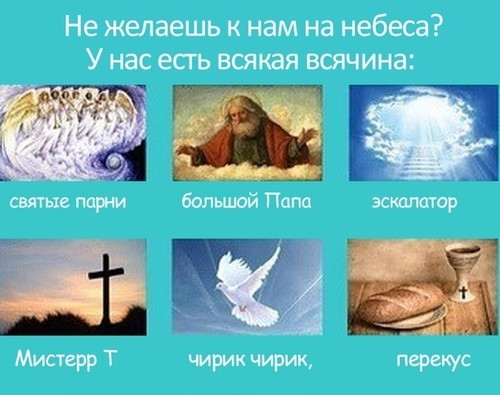 Не желаешь к нам на небеса?
У нас есть всякая всячина:
святые парни большой Папа эскалатор
Мистерр Т чирик чирик, перекус